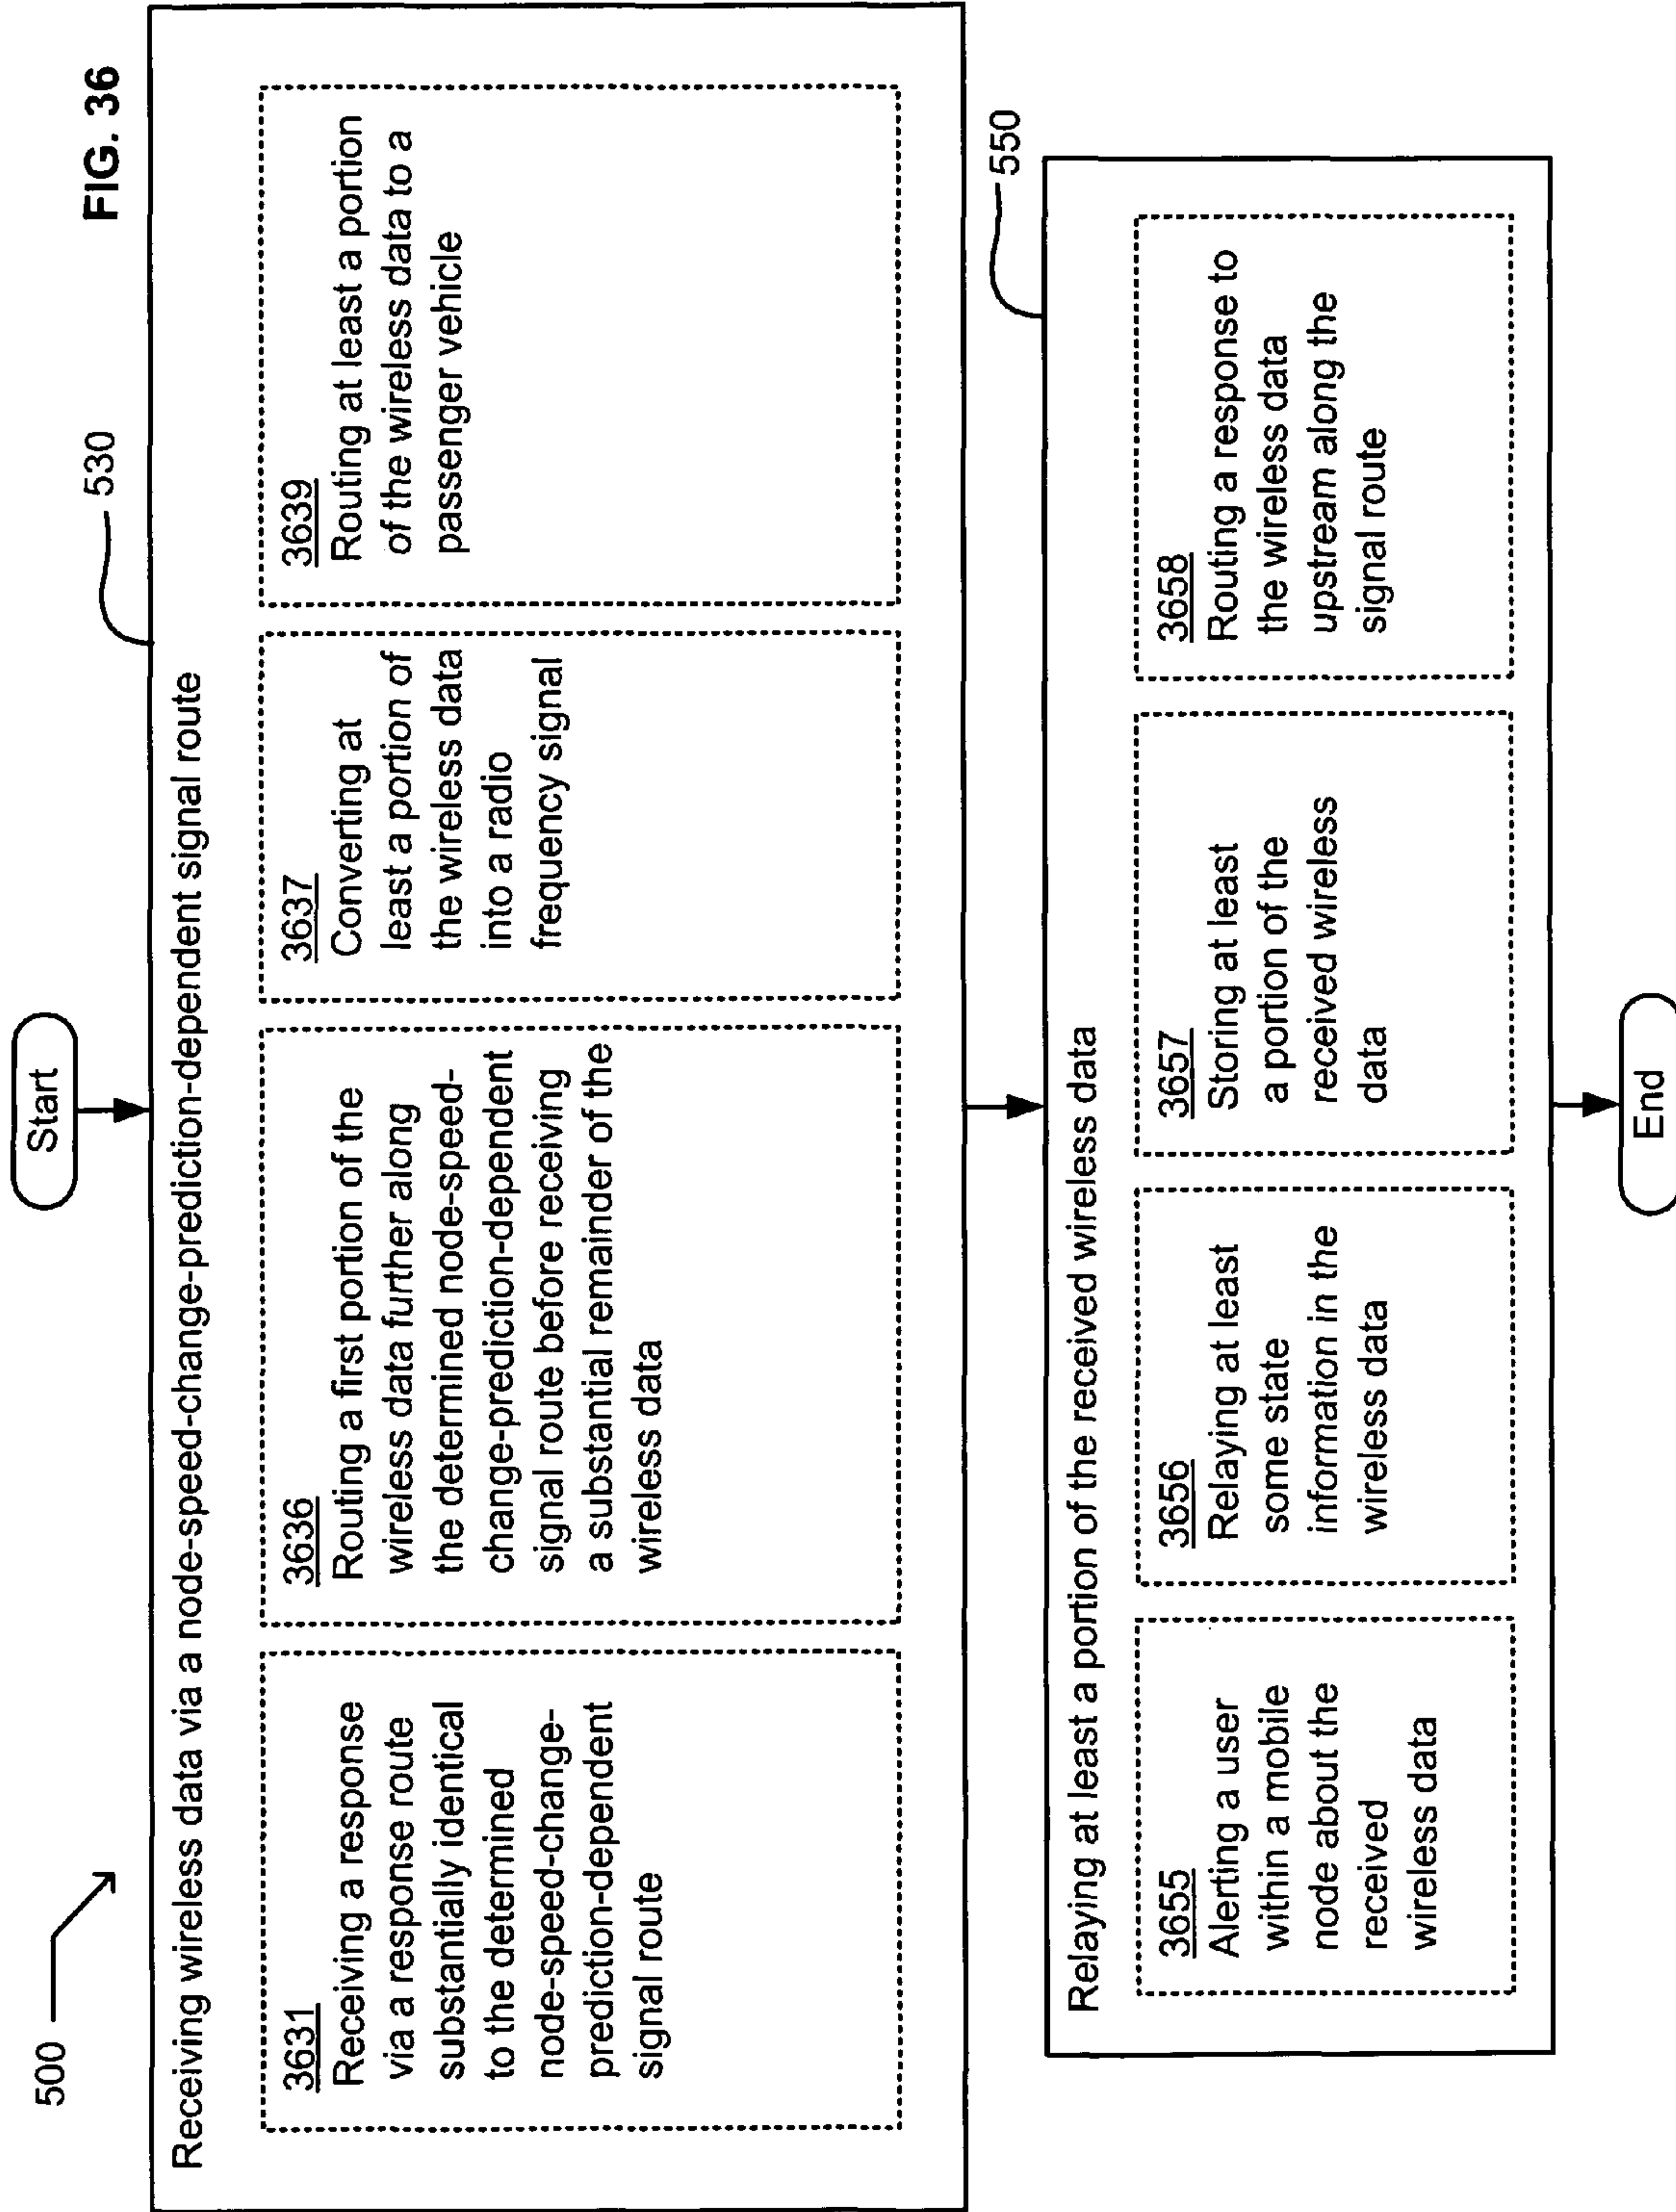 FIG. 36
500
Start
530
Receiving wireless data via a node-speed-change-prediction-dependent signal route
3631
Receiving a response
via a response route
substantially identical
to the determined
node-speed-change-
prediction-dependent
signal route
3636
Routing a first portion of the
wireless data further along
the determined node-speed-
change-prediction-dependent
signal route before receiving
a substantial remainder of the
wireless data
3637
Converting at
least a portion of
the wireless data
into a radio
frequency signal
3639
Routing at least a portion
of the wireless data to a
passenger vehicle
550
Relaying at least a portion of the received wireless data
3655
Alerting a user
within a mobile
node about the
received
wireless data
3656
Relaying at least
some state
information in the
wireless data
3657
Storing at least
a portion of the
received wireless
data
3658
Routing a response to
the wireless data
upstream along the
signal route
End